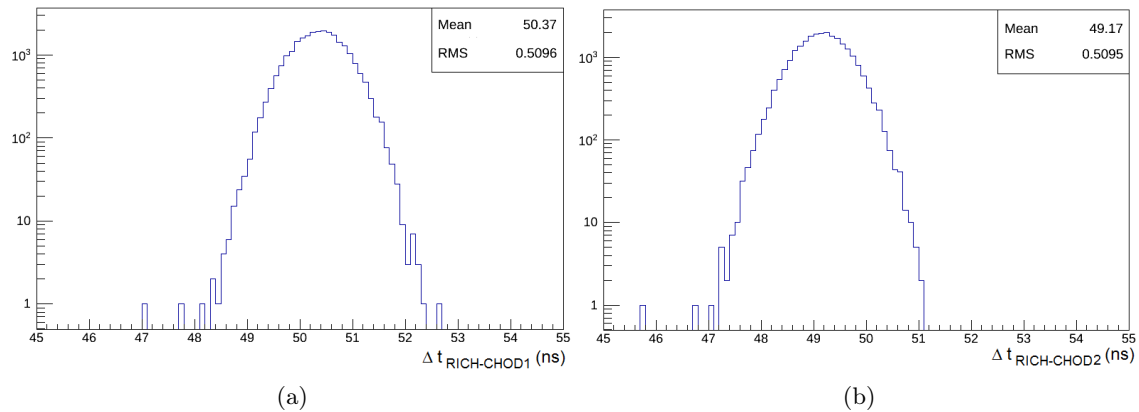 Mean 50.37
RMS 0.5096
10³
10²
10
1
45 46 47 48 49 50 51 52 53 54 55
Δ t RICH-CHOD1 (ns)
(a)
Mean 49.17
RMS 0.5095
10³
10²
10
1
45 46 47 48 49 50 51 52 53 54 55
Δ t RICH-CHOD2 (ns)
(b)